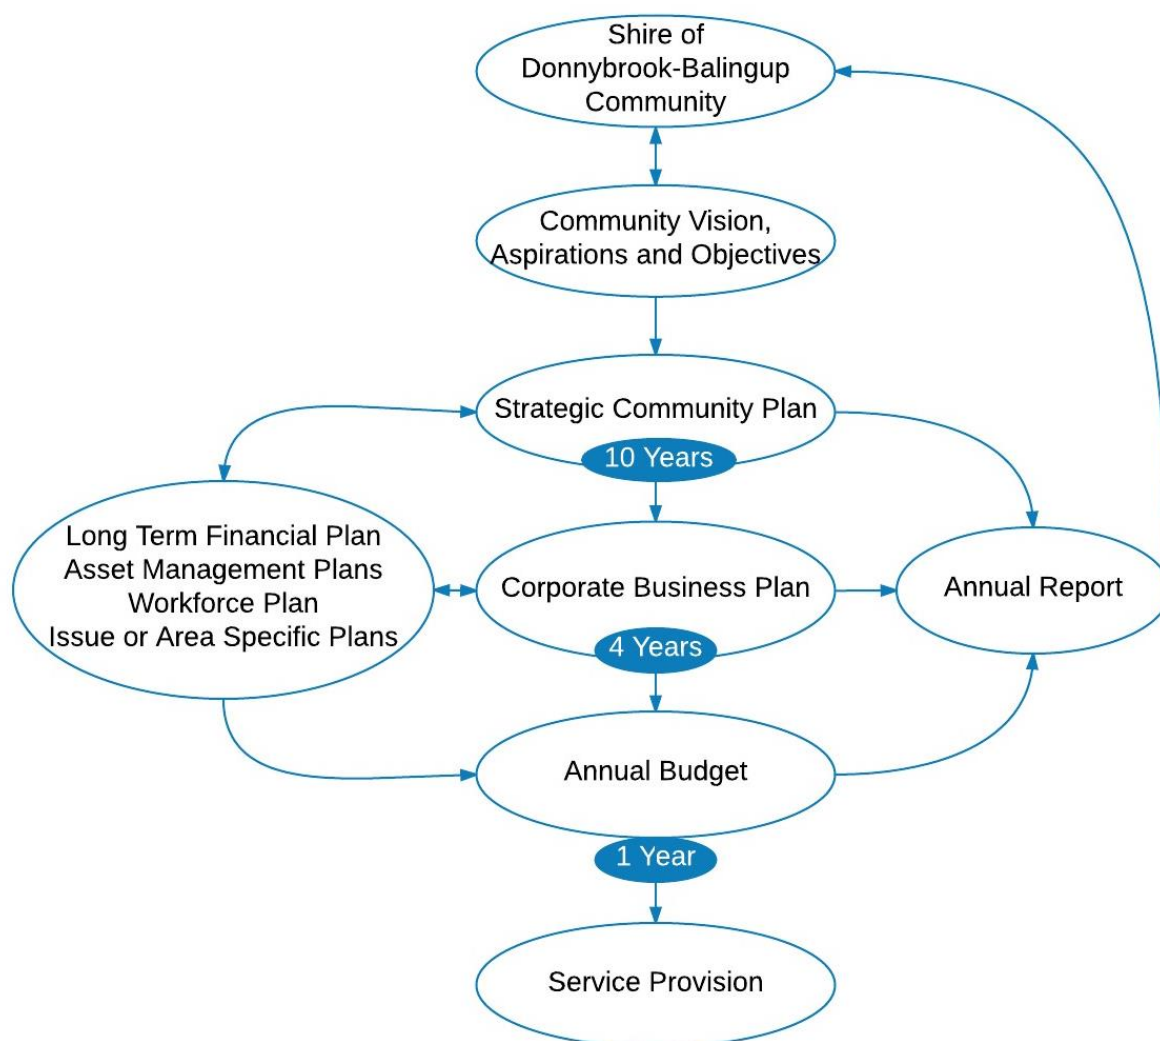 Shire of
Donnybrook-Balingup
Community
Community Vision,
Aspirations and Objectives
Strategic Community Plan
10 Years
Long Term Financial Plan
Asset Management Plans
Workforce Plan
Issue or Area Specific Plans
Corporate Business Plan
4 Years
Annual Report
Annual Budget
1 Year
Service Provision